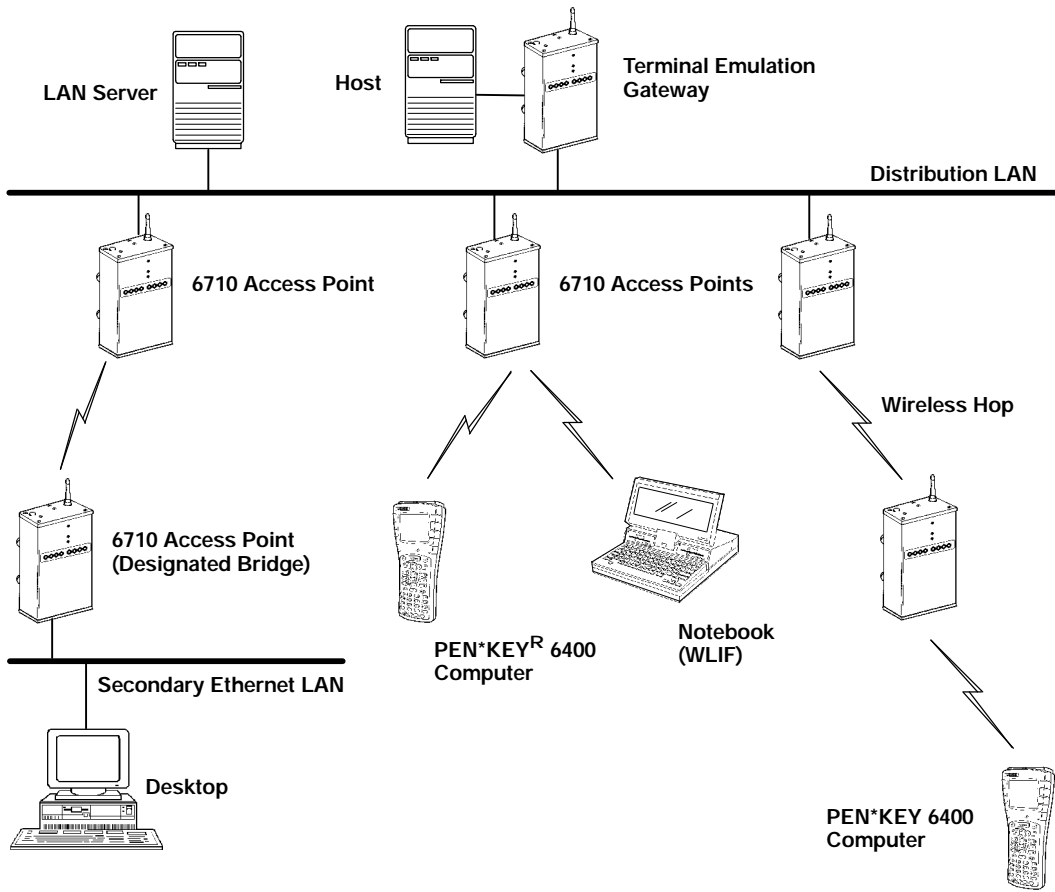 LAN Server
Host
Terminal Emulation
Gateway
Distribution LAN
6710 Access Point
6710 Access Points
Wireless Hop
6710 Access Point
(Designated Bridge)
PEN*KEYR 6400
Computer
Notebook
(WLIF)
Secondary Ethernet LAN
Desktop
PEN*KEY 6400
Computer